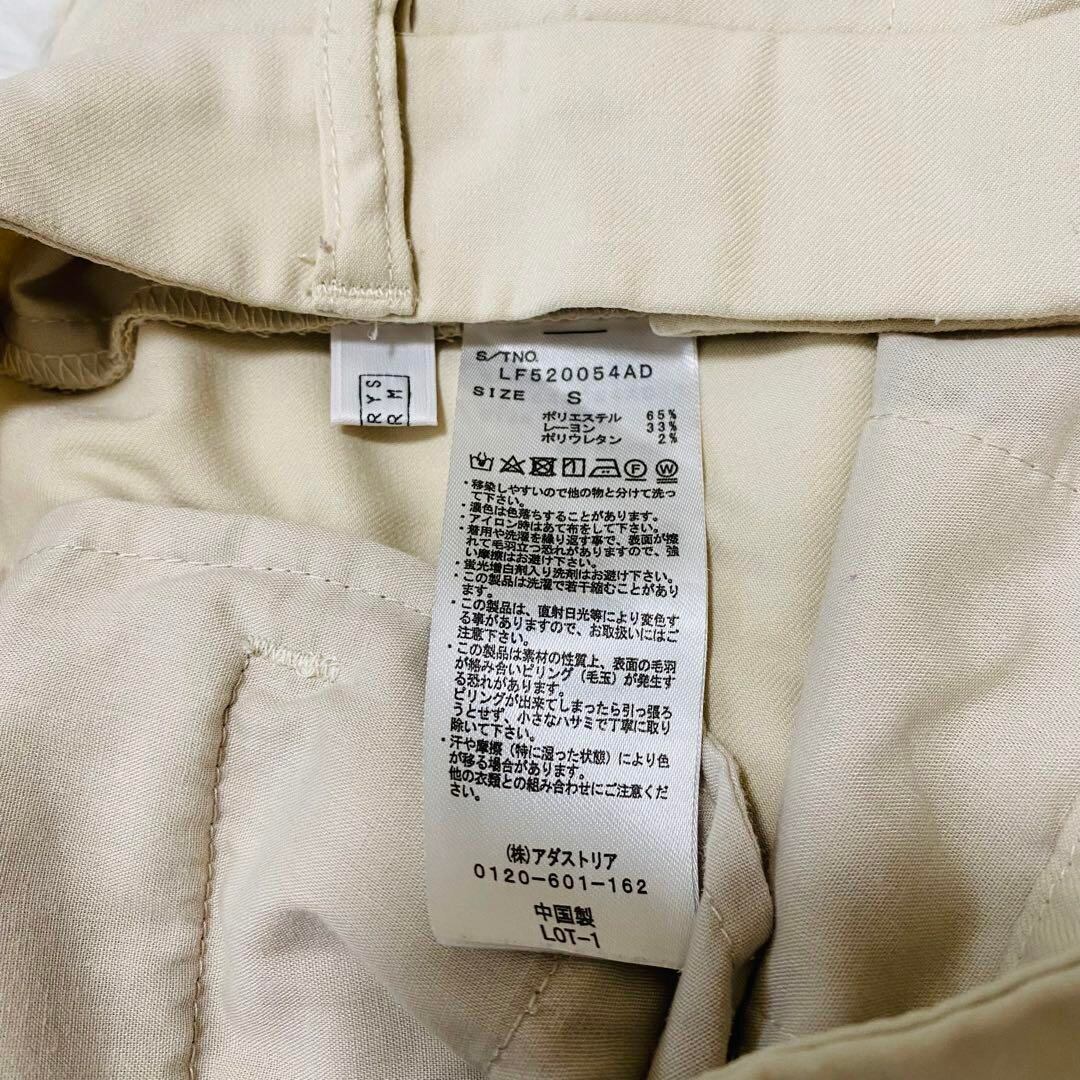 S/TNO.
LF520054AD
SIZE S
ポリエステル 65%
レーヨン 33%
ポリウレタン 2%
・移染しやすいので他の物と分けて洗っ
て下さい。
・濃色は色落ちすることがあります。
・アイロン時はあて布をして下さい。
・着用や洗濯を繰り返す事で、表面が擦
れて毛羽立つ恐れがありますので、強
い摩擦はお避け下さい。
・蛍光増白剤入り洗剤はお避け下さい。
・この製品は洗濯で若干縮むことがあり
ます。
・この製品は、直射日光等により変色す
る事がありますので、お取扱いにはご
注意下さい。
・この製品は素材の性質上、表面の毛羽
が絡み合いピリング（毛玉）が発生す
る恐れがあります。
ピリングが出来てしまったら引っ張ろ
うとせず、小さなハサミで丁寧に取り
除いて下さい。
・汗や摩擦（特に湿った状態）により色
が移る場合があります。
他の衣類との組み合わせにご注意くだ
さい。
(株)アダストリア
0120-601-162
中国製
LOT-1
RYS
RM